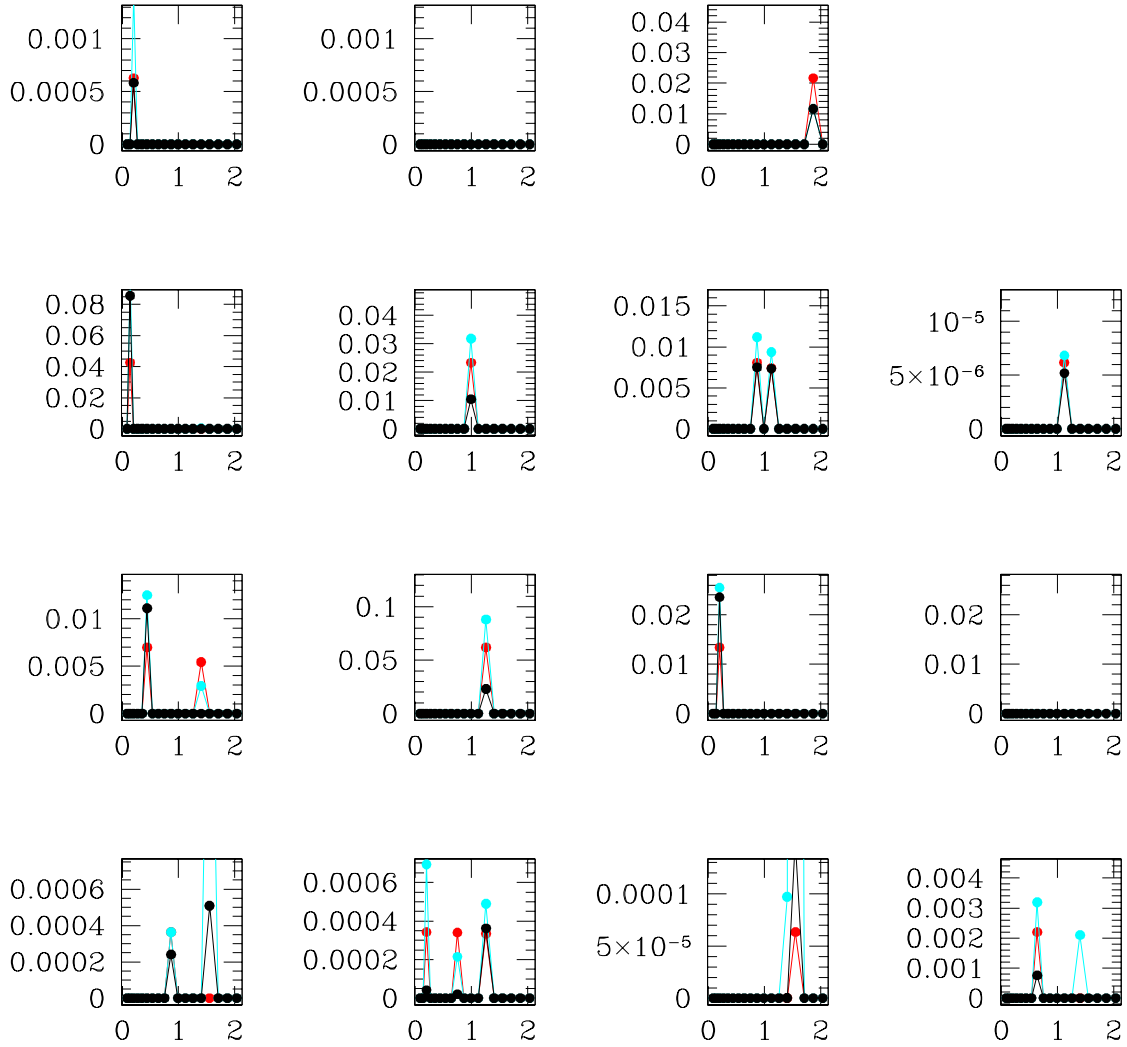 0.001 0.001 0.04
0.03
0.0005 0.0005 0.02
0.01
0 0 0
0 1 2 0 1 2 0 1 2
0.08 0.04 0.015 10⁻⁵
0.06 0.03 0.01
0.04 0.02 0.005 5×10⁻⁶
0.02 0.01
0 0 0 0
0 1 2 0 1 2 0 1 2 0 1 2
0.01 0.1 0.02 0.02
0.005 0.05 0.01 0.01
0 0 0 0
0 1 2 0 1 2 0 1 2 0 1 2
0.0006 0.0006 0.0001 0.004
0.0004 0.0004 0.003
0.0002 0.0002 5×10⁻⁵ 0.002
0.001
0 0 0 0
0 1 2 0 1 2 0 1 2 0 1 2